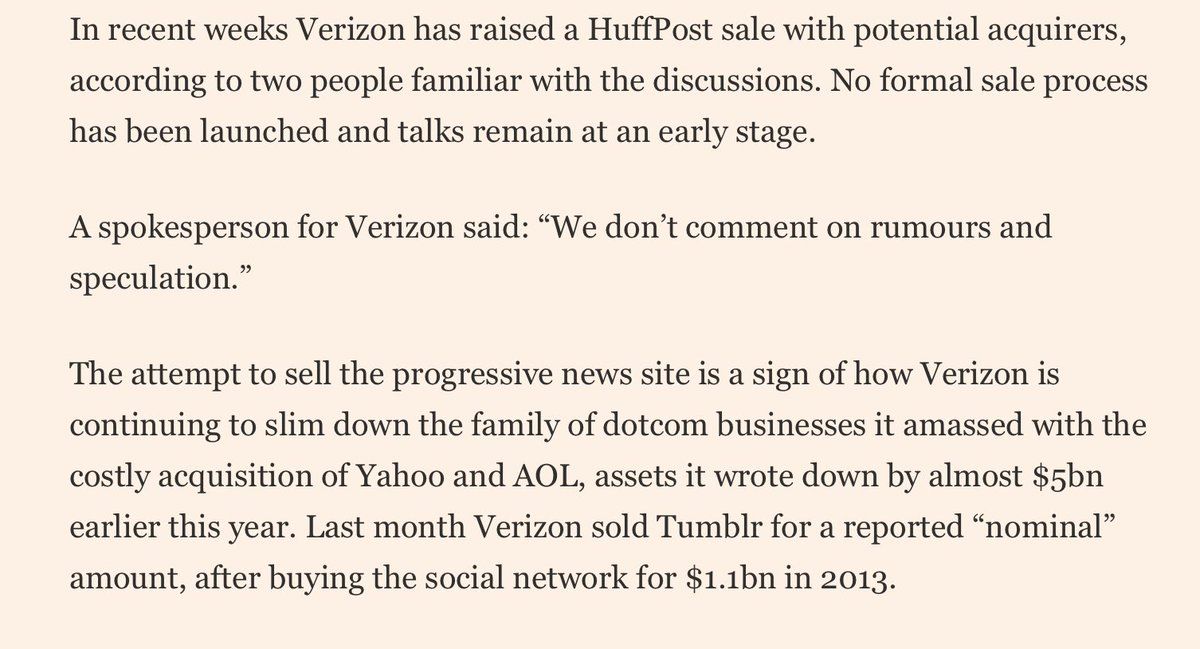 In recent weeks Verizon has raised a HuffPost sale with potential acquirers,
according to two people familiar with the discussions. No formal sale process
has been launched and talks remain at an early stage.
A spokesperson for Verizon said: “We don’t comment on rumours and
speculation.”
The attempt to sell the progressive news site is a sign of how Verizon is
continuing to slim down the family of dotcom businesses it amassed with the
costly acquisition of Yahoo and AOL, assets it wrote down by almost $5bn
earlier this year. Last month Verizon sold Tumblr for a reported “nominal”
amount, after buying the social network for $1.1bn in 2013.